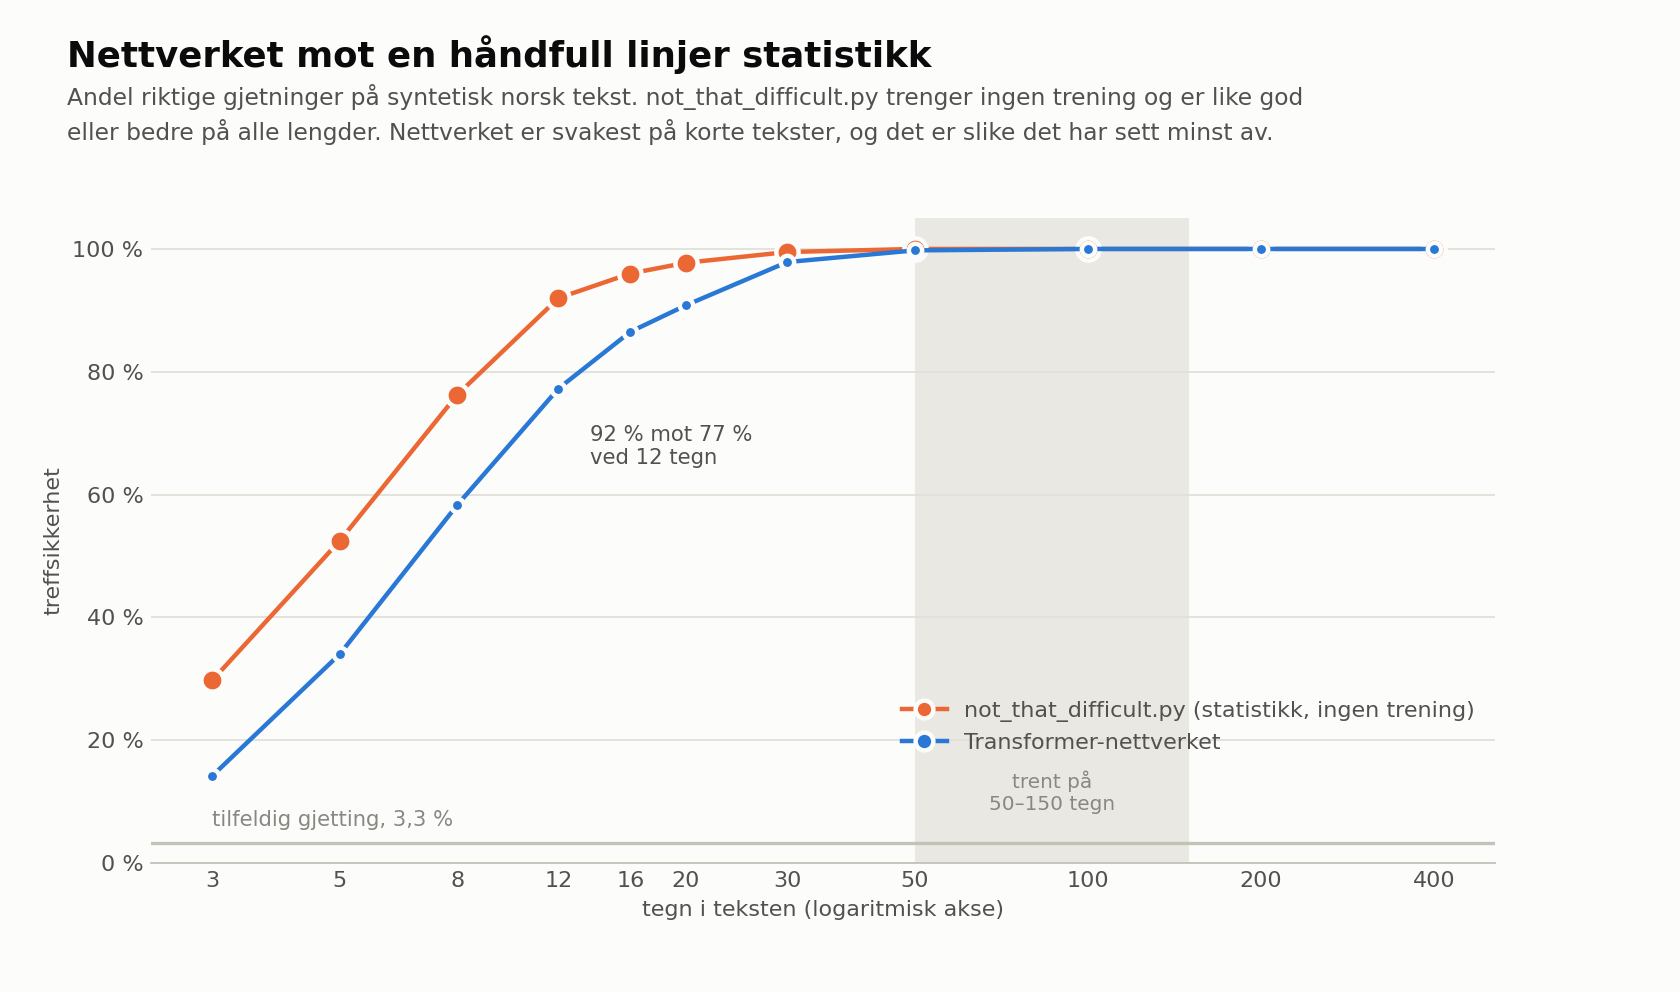 Nettverket mot en håndfull linjer statistikk
Andel riktige gjetninger på syntetisk norsk tekst. not_that_difficult.py trenger ingen trening og er like god
eller bedre på alle lengder. Nettverket er svakest på korte tekster, og det er slike det har sett minst av.
treffsikkerhet
100 %
80 %
60 %
40 %
20 %
0 %
92 % mot 77 %
ved 12 tegn
not_that_difficult.py (statistikk, ingen trening)
Transformer-nettverket
trent på
50–150 tegn
tilfeldig gjetting, 3,3 %
3 5 8 12 16 20 30 50 100 200 400
tegn i teksten (logaritmisk akse)